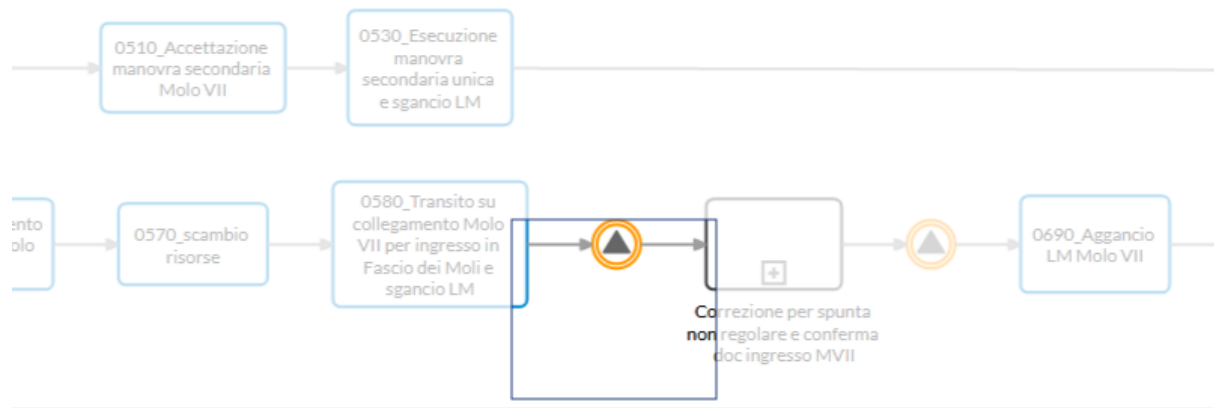 0510_Accettazione
manovra secondaria
Molo VII
0530_Esecuzione
manovra
secondaria unica
e sgancio LM
ento
olo
0570_scambio
risorse
0580_Transito su
collegamento Molo
VII per ingresso in
Fascio dei Moli e
sgancio LM
Correzione per spunta
non regolare e conferma
doc ingresso MVII
0690_Aggancio
LM Molo VII